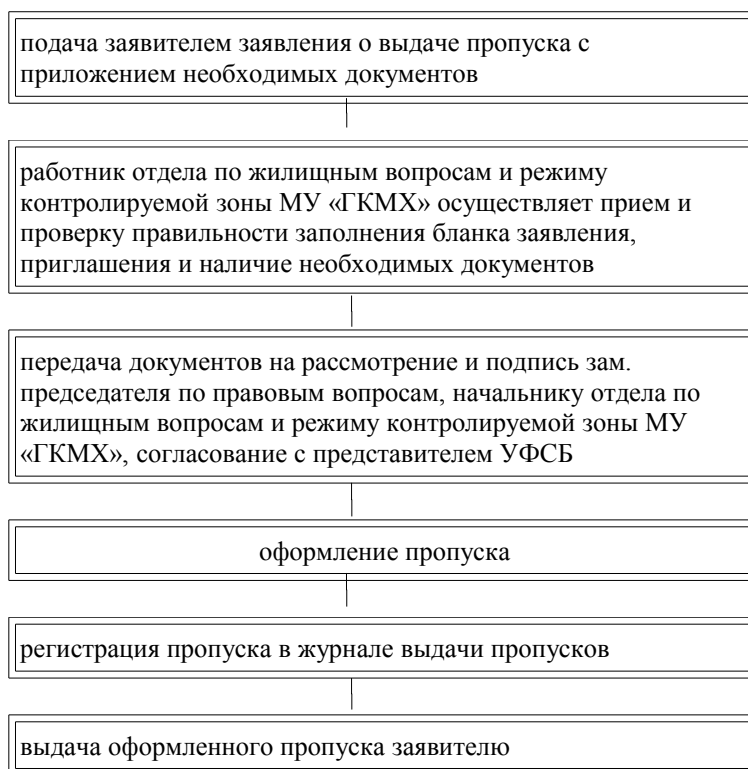 подача заявителем заявления о выдаче пропуска с
приложением необходимых документов
работник отдела по жилищным вопросам и режиму
контролируемой зоны МУ «ГКМХ» осуществляет прием и
проверку правильности заполнения бланка заявления,
приглашения и наличие необходимых документов
передача документов на рассмотрение и подпись зам.
председателя по правовым вопросам, начальнику отдела по
жилищным вопросам и режиму контролируемой зоны МУ
«ГКМХ», согласование с представителем УФСБ
оформление пропуска
регистрация пропуска в журнале выдачи пропусков
выдача оформленного пропуска заявителю